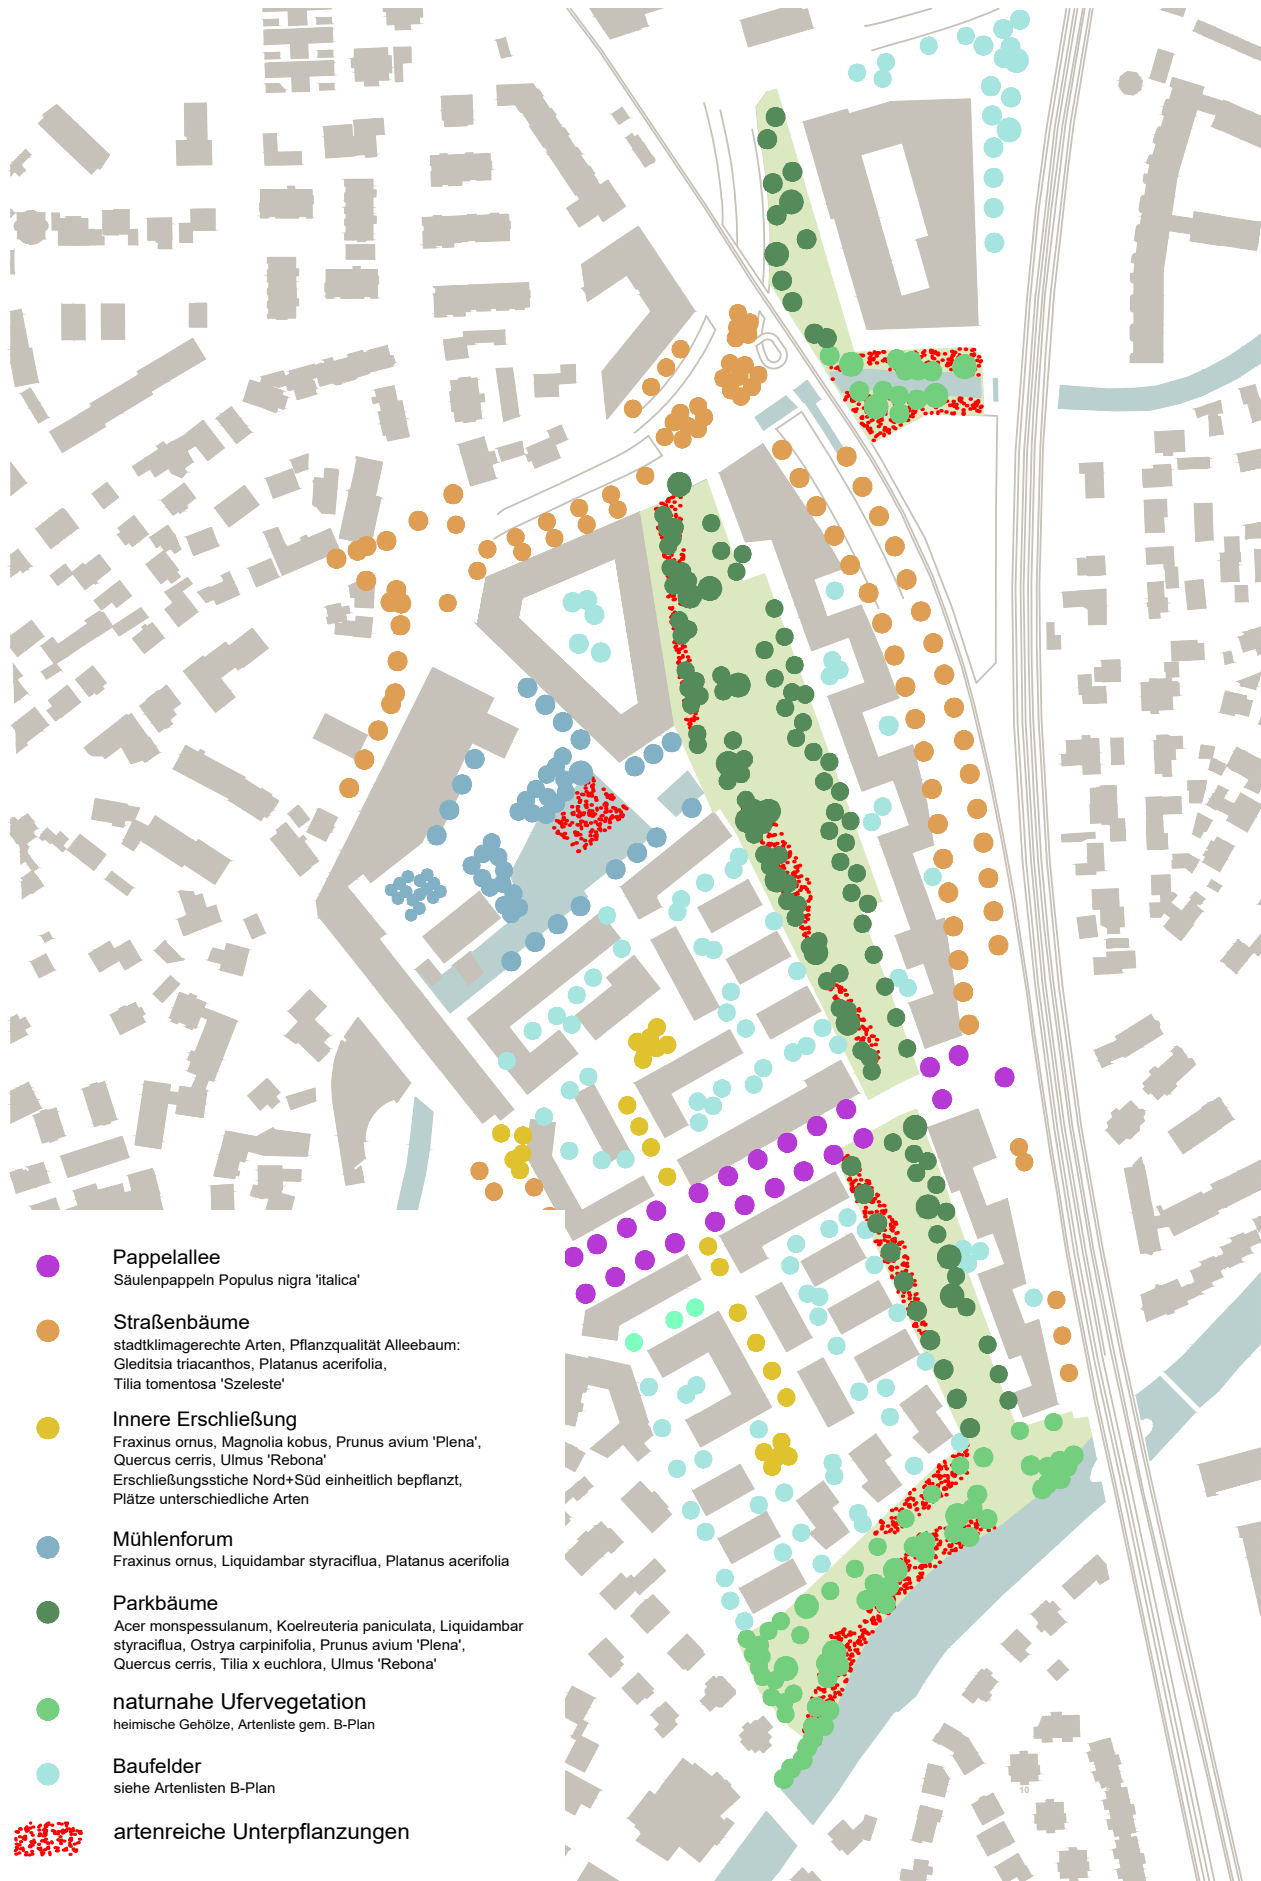 Pappelallee
Säulenpappeln Populus nigra 'italica'
Straßenbäume
stadtklimagerechte Arten, Pflanzqualität Alleebaum:
Gleditsia triacanthos, Platanus acerifolia,
Tilia tomentosa 'Szeleste'
Innere Erschließung
Fraxinus ornus, Magnolia kobus, Prunus avium 'Plena',
Quercus cerris, Ulmus 'Rebona'
Erschließungsstiche Nord+Süd einheitlich bepflanzt,
Plätze unterschiedliche Arten
Mühlenforum
Fraxinus ornus, Liquidambar styraciflua, Platanus acerifolia
Parkbäume
Acer monspessulanum, Koelreuteria paniculata, Liquidambar
styraciflua, Ostrya carpinifolia, Prunus avium 'Plena',
Quercus cerris, Tilia x euchlora, Ulmus 'Rebona'
naturnahe Ufervegetation
heimische Gehölze, Artenliste gem. B-Plan
Baufelder
siehe Artenlisten B-Plan
artenreiche Unterpflanzungen
10